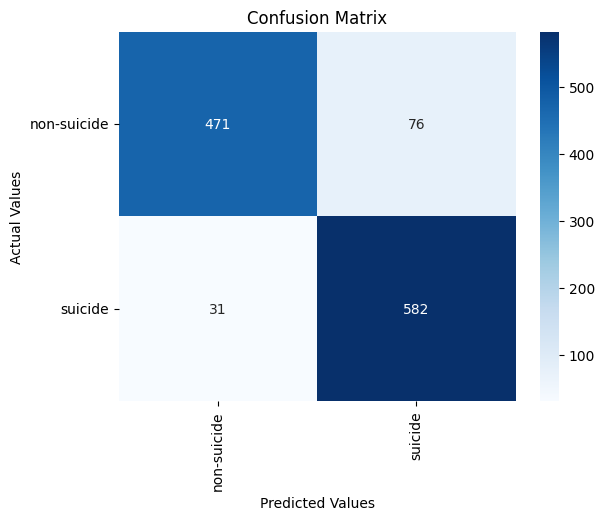 Confusion Matrix
Actual Values
non-suicide
471
76
suicide
31
582
non-suicide
suicide
Predicted Values
500
400
300
200
100